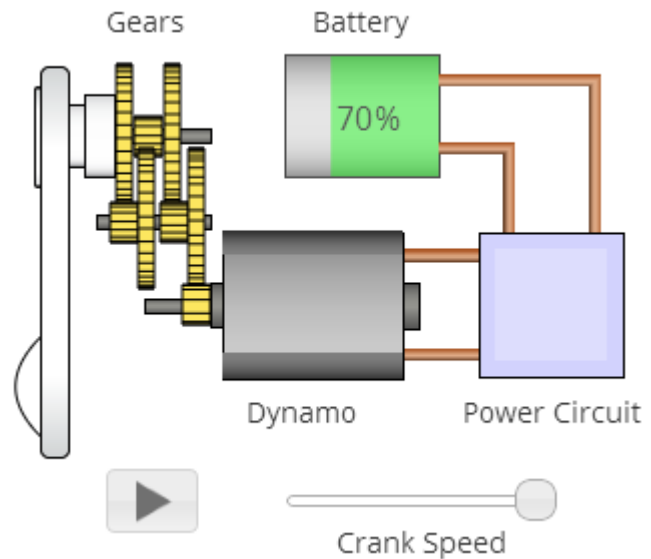 Gears
Battery
70%
Dynamo
Power Circuit
Crank Speed